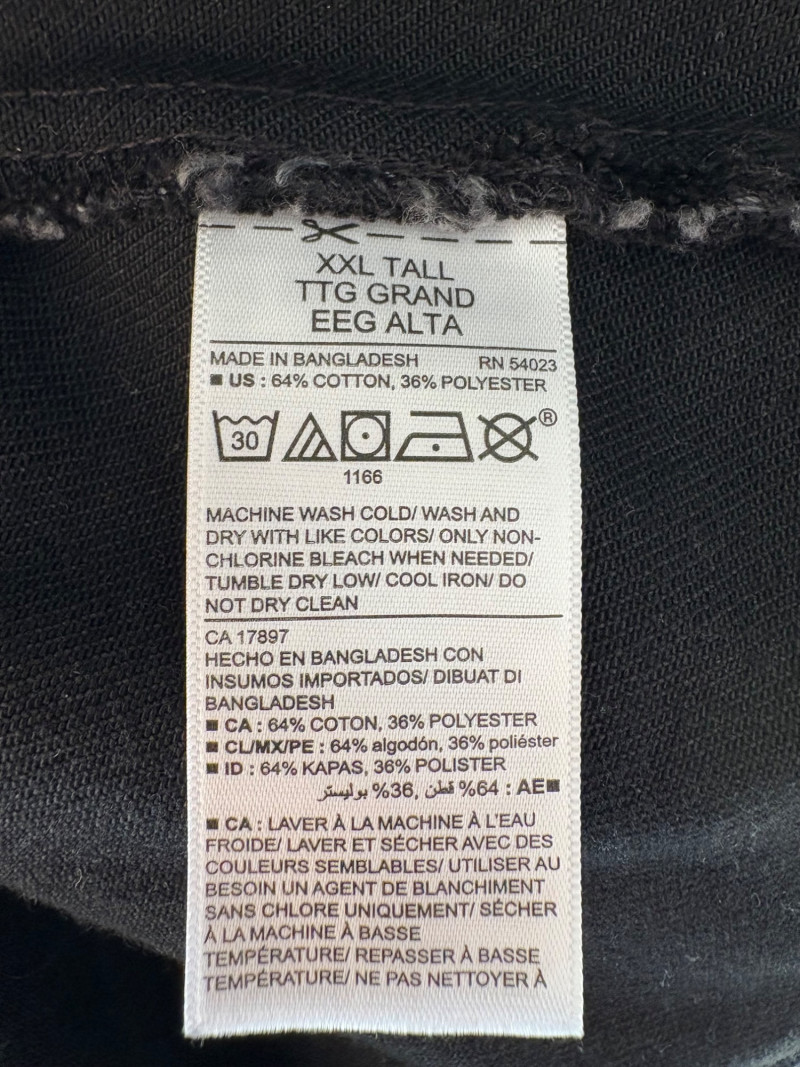 XXL TALL
TTG GRAND
EEG ALTA
MADE IN BANGLADESH RN 54023
■ US : 64% COTTON, 36% POLYESTER
30 ®
1166
MACHINE WASH COLD/ WASH AND
DRY WITH LIKE COLORS/ ONLY NON-
CHLORINE BLEACH WHEN NEEDED/
TUMBLE DRY LOW/ COOL IRON/ DO
NOT DRY CLEAN
CA 17897
HECHO EN BANGLADESH CON
INSUMOS IMPORTADOS/ DIBUAT DI
BANGLADESH
■ CA : 64% COTON, 36% POLYESTER
■ CL/MX/PE : 64% algodón, 36% poliéster
■ ID : 64% KAPAS, 36% POLISTER
■AE : 64% قطن, 36% بوليستر
■ CA : LAVER À LA MACHINE À L'EAU
FROIDE/ LAVER ET SÉCHER AVEC DES
COULEURS SEMBLABLES/ UTILISER AU
BESOIN UN AGENT DE BLANCHIMENT
SANS CHLORE UNIQUEMENT/ SÉCHER
À LA MACHINE À BASSE
TEMPÉRATURE/ REPASSER À BASSE
TEMPÉRATURE/ NE PAS NETTOYER À